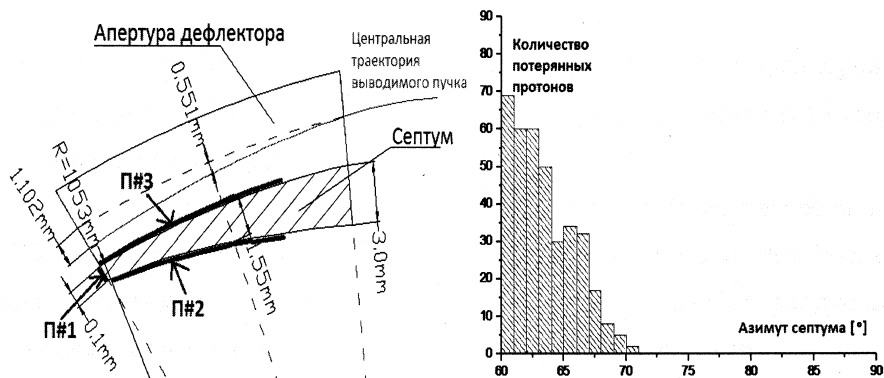 Апертура дефлектора
Центральная
траектория
выводимого пучка
0.551mm
Септум
R=1053mm
1.102mm
П#3
1.55mm
3.0mm
П#2
П#1
0.1mm
Количество
потерянных
протонов
90
80
70
60
50
40
30
20
10
0
Азимут септума [°]
60 65 70 75 80 85 90